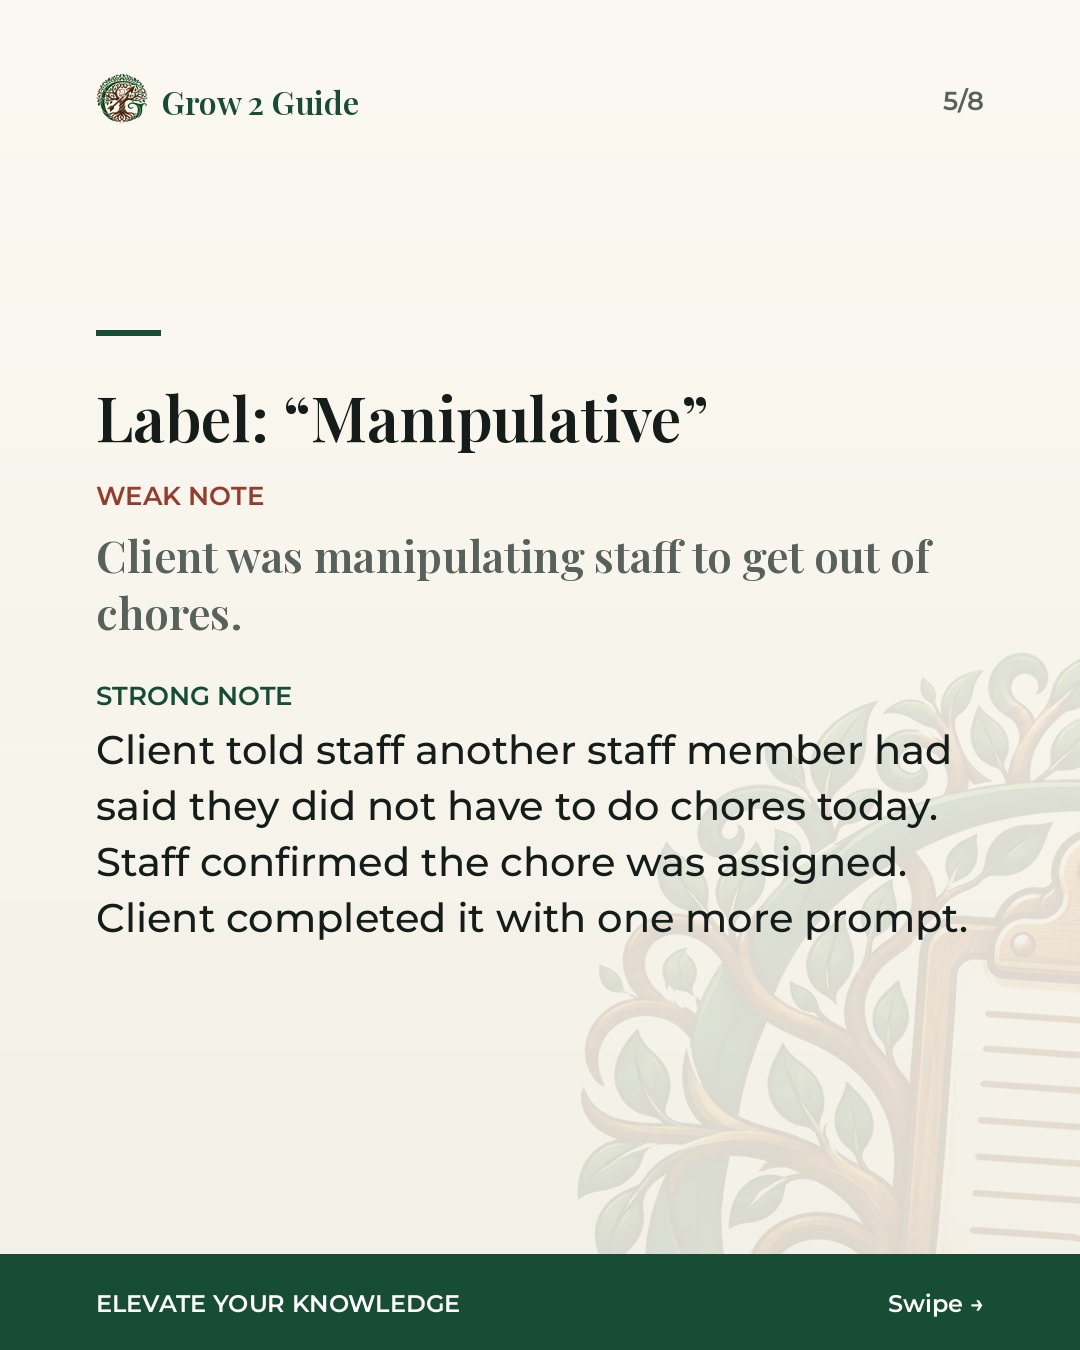 Grow 2 Guide
5/8
Label: “Manipulative”
WEAK NOTE
Client was manipulating staff to get out of
chores.
STRONG NOTE
Client told staff another staff member had
said they did not have to do chores today.
Staff confirmed the chore was assigned.
Client completed it with one more prompt.
ELEVATE YOUR KNOWLEDGE
Swipe →